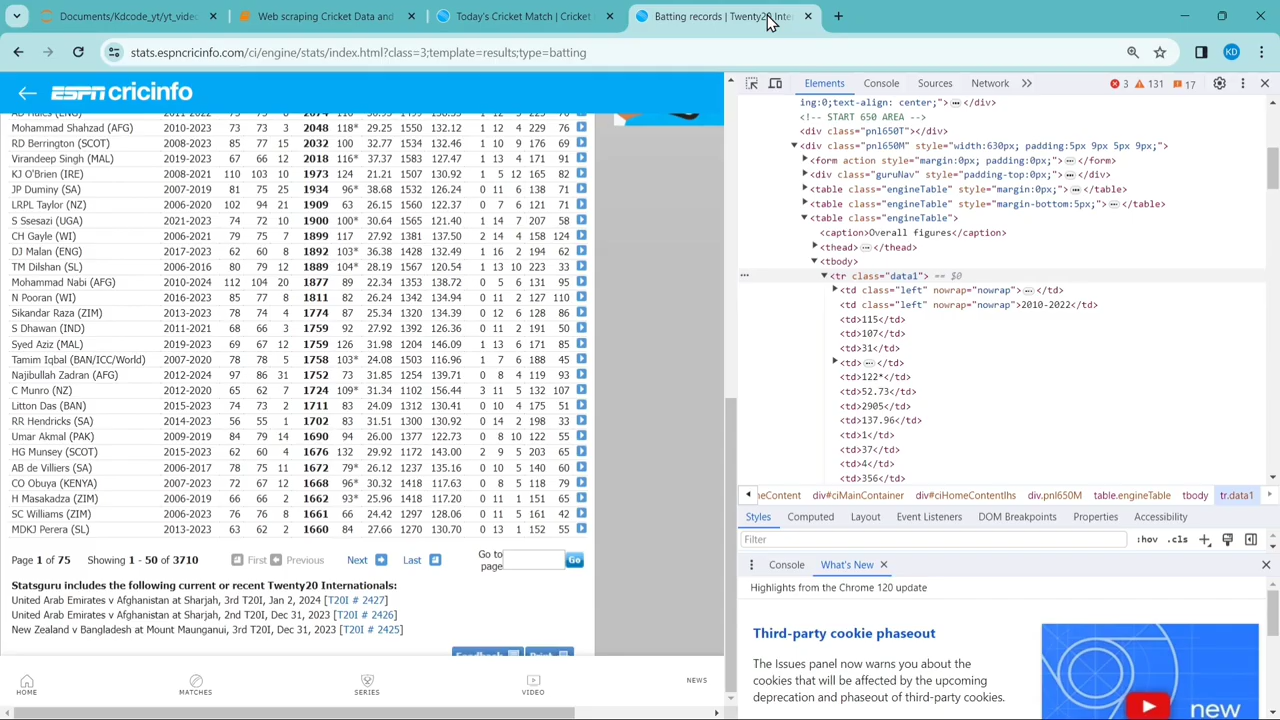 Documents/Kdcode_yt/yt_video
Web scraping Cricket Data and
Today's Cricket Match | Cricket
Batting records | Twenty20 Inter
stats.espncricinfo.com/ci/engine/stats/index.html?class=3;template=results;type=batting
KD
ESPN cricinfo
Mohammad Shahzad (AFG) 2010-2023 73 73 3 2048 118* 29.25 1550 132.12 1 12 4 229 76
RD Berrington (SCOT) 2008-2023 85 77 15 2032 100 32.77 1534 132.46 1 10 9 176 69
Virandeep Singh (MAL) 2019-2023 67 66 12 2018 116* 37.37 1583 127.47 1 13 4 171 91
KJ O'Brien (IRE) 2008-2021 110 103 10 1973 124 21.21 1507 130.92 1 5 12 165 82
JP Duminy (SA) 2007-2019 81 75 25 1934 96* 38.68 1532 126.24 0 11 6 138 71
LRPL Taylor (NZ) 2006-2020 102 94 21 1909 63 26.15 1560 122.37 0 7 6 121 71
S Ssesazi (UGA) 2021-2023 74 72 10 1900 100* 30.64 1565 121.40 1 14 7 207 58
CH Gayle (WI) 2006-2021 79 75 7 1899 117 27.92 1381 137.50 2 14 4 158 124
DJ Malan (ENG) 2017-2023 62 60 8 1892 103* 36.38 1428 132.49 1 16 2 194 62
TM Dilshan (SL) 2006-2016 80 79 12 1889 104* 28.19 1567 120.54 1 13 10 223 33
Mohammad Nabi (AFG) 2010-2024 112 104 20 1877 89 22.34 1353 138.72 0 5 6 131 95
N Pooran (WI) 2016-2023 85 77 8 1811 82 26.24 1342 134.94 0 11 2 127 110
Sikandar Raza (ZIM) 2013-2023 78 74 4 1774 87 25.34 1320 134.39 0 12 6 128 86
S Dhawan (IND) 2011-2021 68 66 3 1759 92 27.92 1392 126.36 0 11 2 191 50
Syed Aziz (MAL) 2019-2023 69 67 12 1759 126 31.98 1204 146.09 1 13 6 171 85
Tamim Iqbal (BAN/ICC/World) 2007-2020 78 78 5 1758 103* 24.08 1503 116.96 1 7 6 188 45
Najibullah Zadran (AFG) 2012-2024 97 86 31 1752 73 31.85 1254 139.71 0 8 4 119 93
C Munro (NZ) 2012-2020 65 62 7 1724 109* 31.34 1102 156.44 3 11 5 132 107
Litton Das (BAN) 2015-2023 74 73 2 1711 83 24.09 1312 130.41 0 10 4 175 51
RR Hendricks (SA) 2014-2023 56 55 1 1702 83 31.51 1300 130.92 0 14 2 198 33
Umar Akmal (PAK) 2009-2019 84 79 14 1690 94 26.00 1377 122.73 0 8 10 122 55
HG Munsey (SCOT) 2015-2023 62 60 4 1676 132 29.92 1172 143.00 2 9 5 203 65
AB de Villiers (SA) 2006-2017 78 75 11 1672 79* 26.12 1237 135.16 0 10 5 140 60
CO Obuya (KENYA) 2007-2023 72 67 12 1668 96* 30.32 1418 117.63 0 8 5 118 79
H Masakadza (ZIM) 2006-2019 66 66 2 1662 93* 25.96 1418 117.20 0 11 1 151 65
SC Williams (ZIM) 2006-2023 76 76 8 1661 66 24.42 1297 128.06 0 11 5 161 42
MDKJ Perera (SL) 2013-2023 63 62 2 1660 84 27.66 1270 130.70 0 13 1 152 55
Page 1 of 75 Showing 1 - 50 of 3710 First Previous Next Last Go to page Go
Statsguru includes the following current or recent Twenty20 Internationals:
United Arab Emirates v Afghanistan at Sharjah, 3rd T20I, Jan 2, 2024 [T20I # 2427]
United Arab Emirates v Afghanistan at Sharjah, 2nd T20I, Dec 31, 2023 [T20I # 2426]
New Zealand v Bangladesh at Mount Maunganui, 3rd T20I, Dec 31, 2023 [T20I # 2425]
HOME MATCHES SERIES VIDEO NEWS
Elements Console Sources Network 3 131 17
ing:0;text-align: center;">…</div>
<!-- START 650 AREA -->
<div class="pnl650T"></div>
<div class="pnl650M" style="width:630px; padding:5px 9px 5px 9px;">
<form action style="margin:0px; padding:0px;">…</form>
<div class="guruNav" style="padding-top:0px;">…</div>
<table class="engineTable" style="margin:0px;">…</table>
<table class="engineTable" style="margin-bottom:5px;">…</table>
<table class="engineTable">
<caption>Overall figures</caption>
<thead>…</thead>
<tbody>
<tr class="data1"> == $0
<td class="left" nowrap="nowrap">…</td>
<td class="left" nowrap="nowrap">2010-2022</td>
<td>115</td>
<td>107</td>
<td>31</td>
<td>…</td>
<td>122*</td>
<td>52.73</td>
<td>2905</td>
<td>137.96</td>
<td>1</td>
<td>37</td>
<td>4</td>
<td>356</td>
neContent div#ciMainContainer div#ciHomeContentlhs div.pnl650M table.engineTable tbody tr.data1
Styles Computed Layout Event Listeners DOM Breakpoints Properties Accessibility
Filter :hov .cls
Console What's New
Highlights from the Chrome 120 update
Third-party cookie phaseout
The Issues panel now warns you about the
cookies that will be affected by the upcoming
deprecation and phaseout of third-party cookies.
new